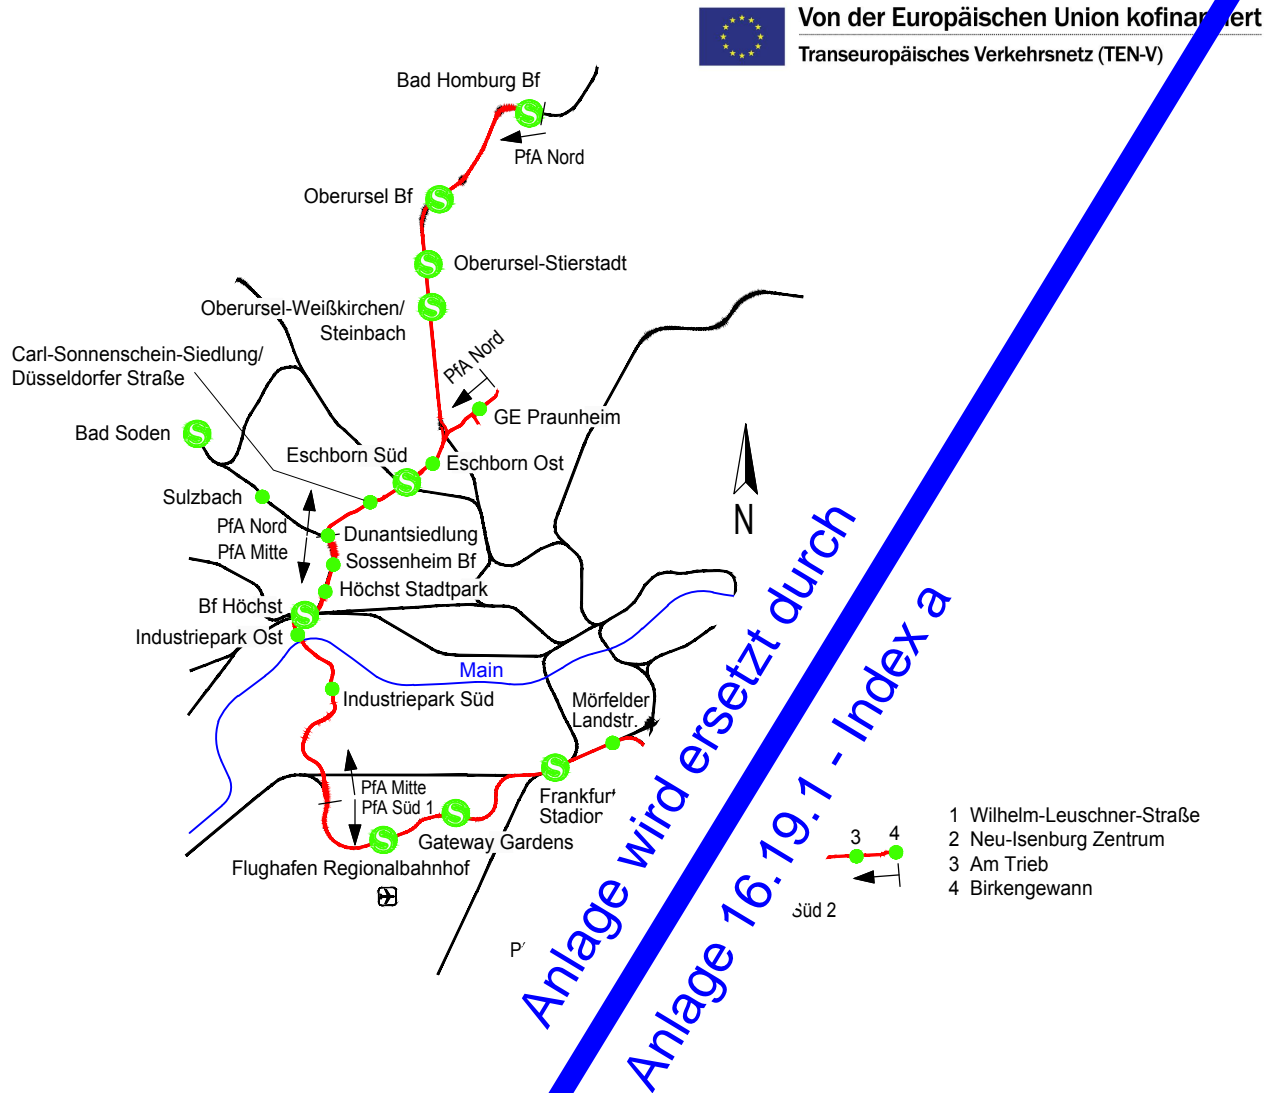 Von der Europäischen Union
Transeuropäisches Verkehrsnetz (TEN-V)
Bad Homburg Bf
PfA Nord
Oberursel Bf
Oberursel-Stierstadt
Oberursel-Weißkirchen/
Steinbach
Carl-Sonnenschein-Siedlung/
Düsseldorfer Straße
PfA Nord
GE Praunheim
Bad Soden
Eschborn Süd
Eschborn Ost
Sulzbach
PfA Nord
PfA Mitte
Dunantsiedlung
Sossenheim Bf
Höchst Stadtpark
Bf Höchst
Industriepark Ost
Main
Industriepark Süd
Mörfelder
Landstr.
N
PfA Mitte
PfA Süd 1
Frankfurt
Stadion
Gateway Gardens
Flughafen Regionalbahnhof
3 4
Süd 2
1 Wilhelm-Leuschner-Straße
2 Neu-Isenburg Zentrum
3 Am Trieb
4 Birkengewann
Anlage wird ersetzt durch
Anlage 16.19.1 - Index a